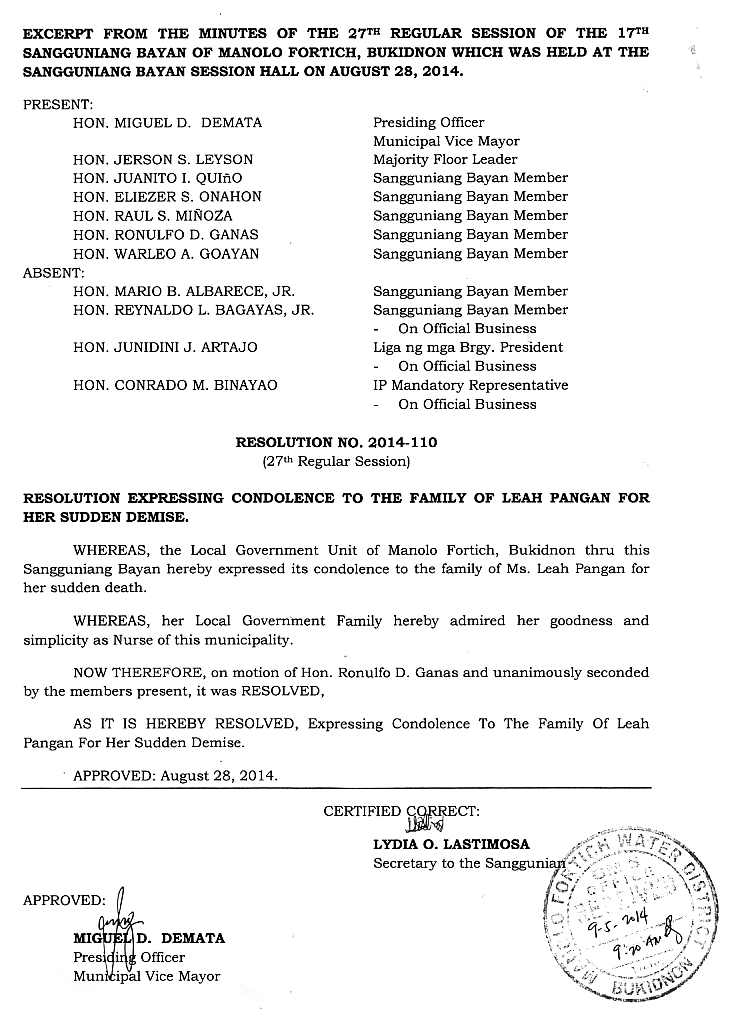 EXCERPT FROM THE MINUTES OF THE 27TH REGULAR SESSION OF THE 17TH
SANGGUNIANG BAYAN OF MANOLO FORTICH, BUKIDNON WHICH WAS HELD AT THE
SANGGUNIANG BAYAN SESSION HALL ON AUGUST 28, 2014.
PRESENT:
HON. MIGUEL D. DEMATA Presiding Officer
Municipal Vice Mayor
HON. JERSON S. LEYSON Majority Floor Leader
HON. JUANITO I. QUIñO Sangguniang Bayan Member
HON. ELIEZER S. ONAHON Sangguniang Bayan Member
HON. RAUL S. MIÑOZA Sangguniang Bayan Member
HON. RONULFO D. GANAS Sangguniang Bayan Member
HON. WARLEO A. GOAYAN Sangguniang Bayan Member
ABSENT:
HON. MARIO B. ALBARECE, JR. Sangguniang Bayan Member
HON. REYNALDO L. BAGAYAS, JR. Sangguniang Bayan Member
- On Official Business
HON. JUNIDINI J. ARTAJO Liga ng mga Brgy. President
- On Official Business
HON. CONRADO M. BINAYAO IP Mandatory Representative
- On Official Business
RESOLUTION NO. 2014-110
(27th Regular Session)
RESOLUTION EXPRESSING CONDOLENCE TO THE FAMILY OF LEAH PANGAN FOR
HER SUDDEN DEMISE.
WHEREAS, the Local Government Unit of Manolo Fortich, Bukidnon thru this
Sangguniang Bayan hereby expressed its condolence to the family of Ms. Leah Pangan for
her sudden death.
WHEREAS, her Local Government Family hereby admired her goodness and
simplicity as Nurse of this municipality.
NOW THEREFORE, on motion of Hon. Ronulfo D. Ganas and unanimously seconded
by the members present, it was RESOLVED,
AS IT IS HEREBY RESOLVED, Expressing Condolence To The Family Of Leah
Pangan For Her Sudden Demise.
APPROVED: August 28, 2014.
CERTIFIED CORRECT:
LYDIA O. LASTIMOSA
Secretary to the Sanggunian
APPROVED:
MIGUEL D. DEMATA
Presiding Officer
Municipal Vice Mayor
MANOLO FORTICH WATER DISTRICT
OFFICE
RECEIVED
9-5-2014
9:20 AM
BUKIDNON